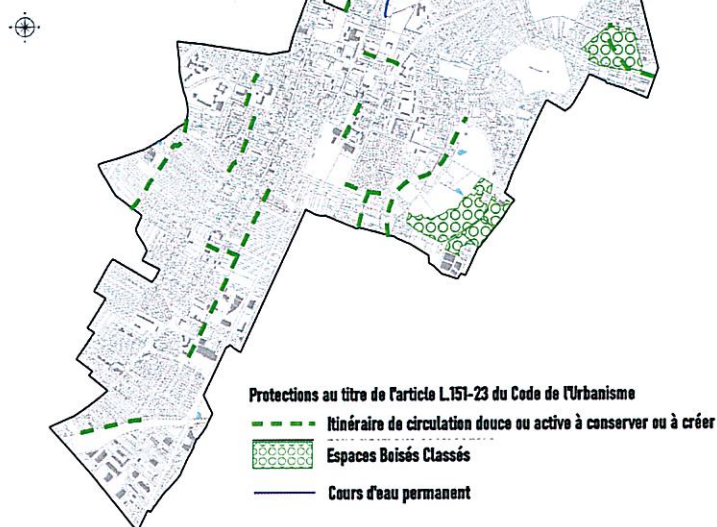 Protections au titre de l'article L.151-23 du Code de l'Urbanisme
Itinéraire de circulation douce ou active à conserver ou à créer
Espaces Boisés Classés
Cours d'eau permanent